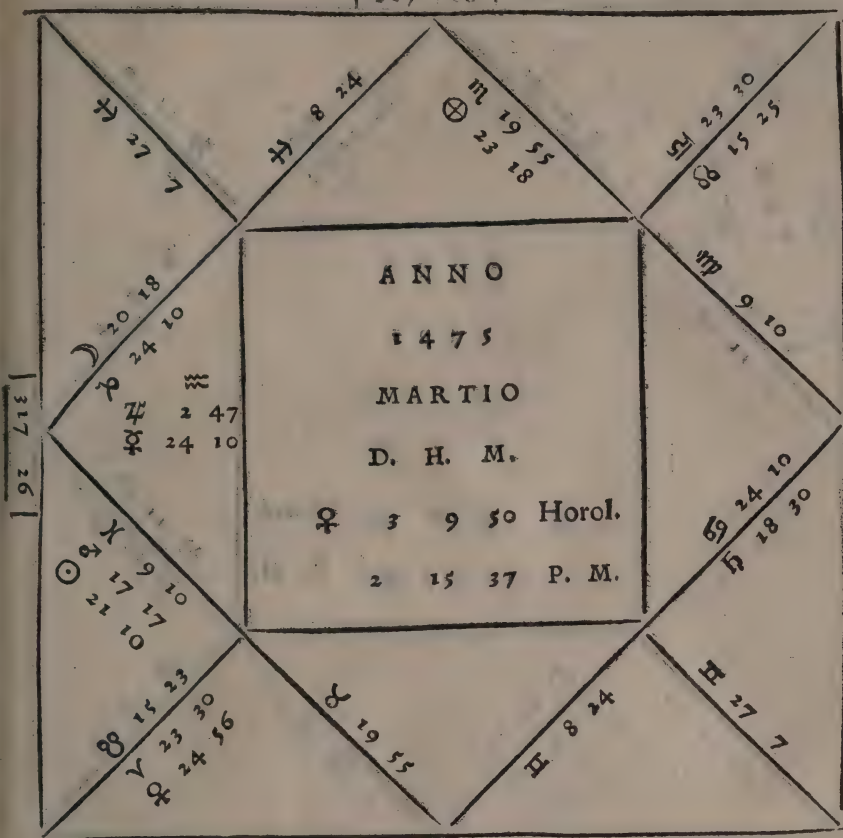 ♐ 27 7
♐ 8 24
♏ 19 55
⊗ 23 18
♎ 23 30
☊ 15 25
♍ 9 10
☽ 20 18
♑ 24 10
♒
♃ 2 47
☿ 24 10
| 317 26 |
ANNO
1475
MARTIO
D. H. M.
♀ 3 9 50 Horol.
2 15 37 P. M.
♋ 24 10
♄ 18 30
♓ 9 10
♂ 17 17
☉ 21 10
☋ 15 23
♈ 23 30
♀ 24 56
♉ 19 55
♊ 8 24
♊ 27 7